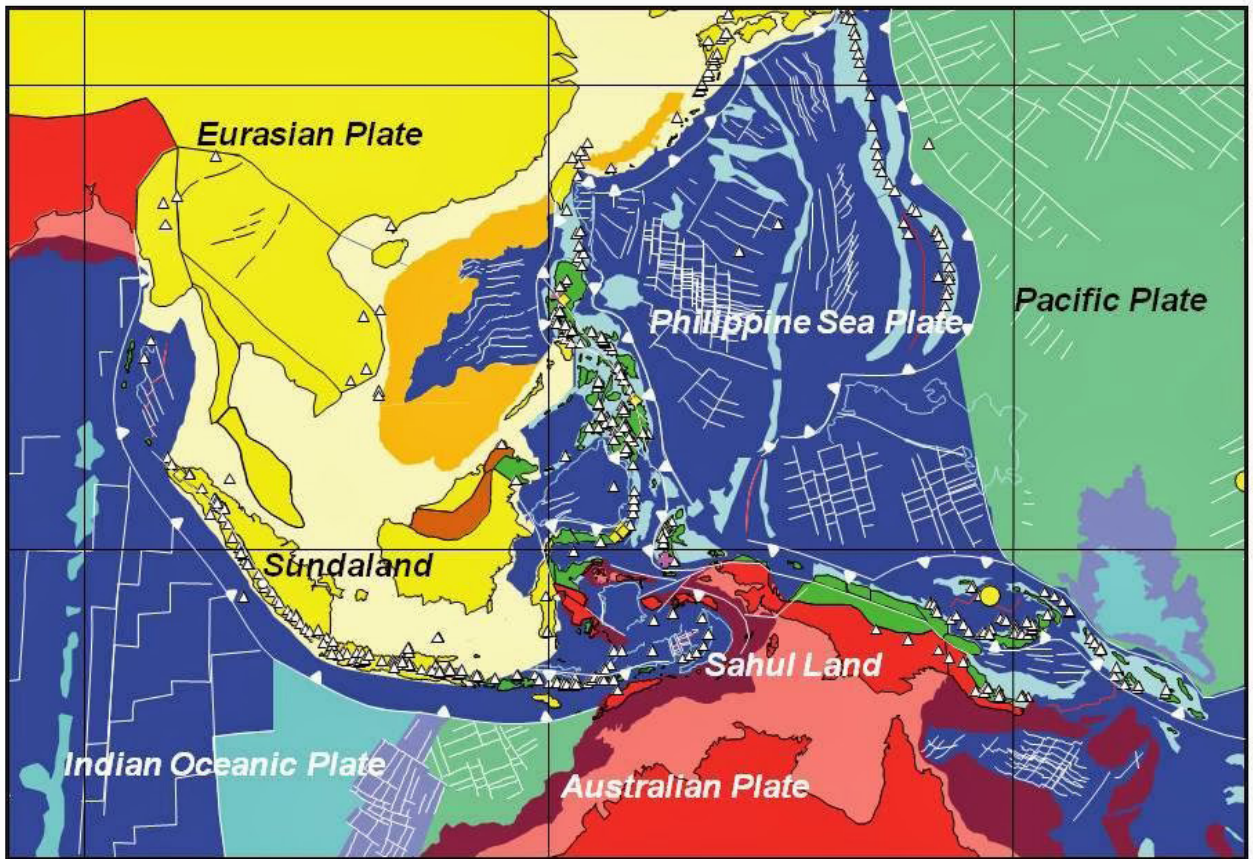 Eurasian Plate
Pacific Plate
Philippine Sea Plate
Sundaland
Sahul Land
Indian Oceanic Plate
Australian Plate